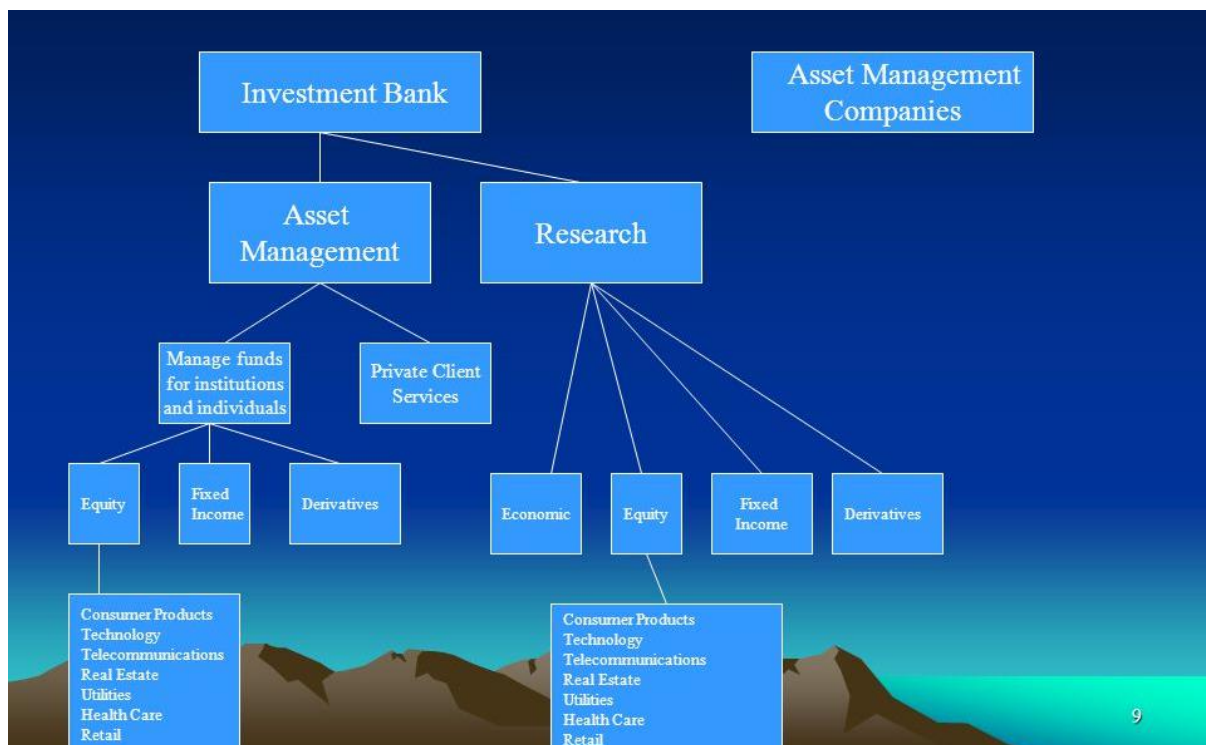 Investment Bank
Asset Management
Companies
Asset
Management
Research
Manage funds
for institutions
and individuals
Private Client
Services
Equity
Fixed
Income
Derivatives
Economic
Equity
Fixed
Income
Derivatives
Consumer Products
Technology
Telecommunications
Real Estate
Utilities
Health Care
Retail
Consumer Products
Technology
Telecommunications
Real Estate
Utilities
Health Care
Retail
9